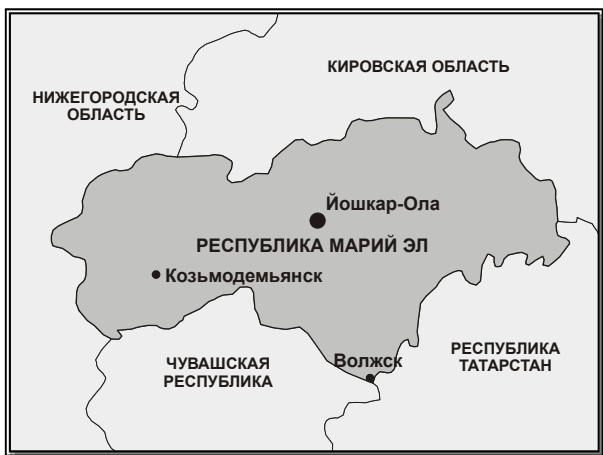 КИРОВСКАЯ ОБЛАСТЬ
НИЖЕГОРОДСКАЯ
ОБЛАСТЬ
Йошкар-Ола
РЕСПУБЛИКА МАРИЙ ЭЛ
Козьмодемьянск
Волжск
ЧУВАШСКАЯ
РЕСПУБЛИКА
РЕСПУБЛИКА
ТАТАРСТАН